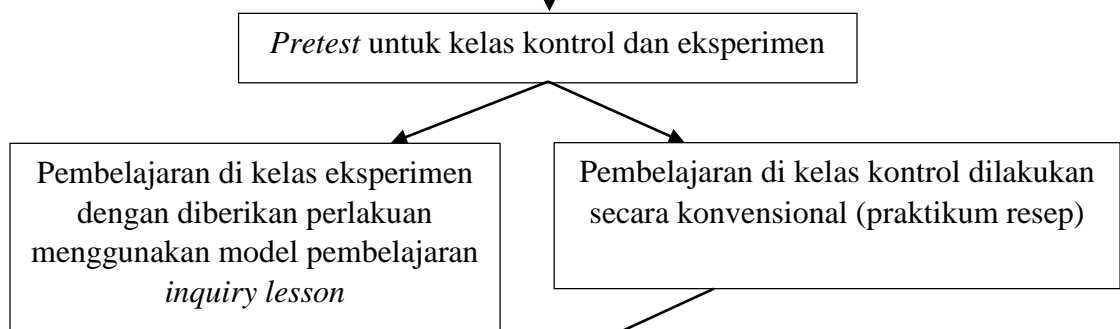 Pretest untuk kelas kontrol dan eksperimen
Pembelajaran di kelas eksperimen
dengan diberikan perlakuan
menggunakan model pembelajaran
inquiry lesson
Pembelajaran di kelas kontrol dilakukan
secara konvensional (praktikum resep)